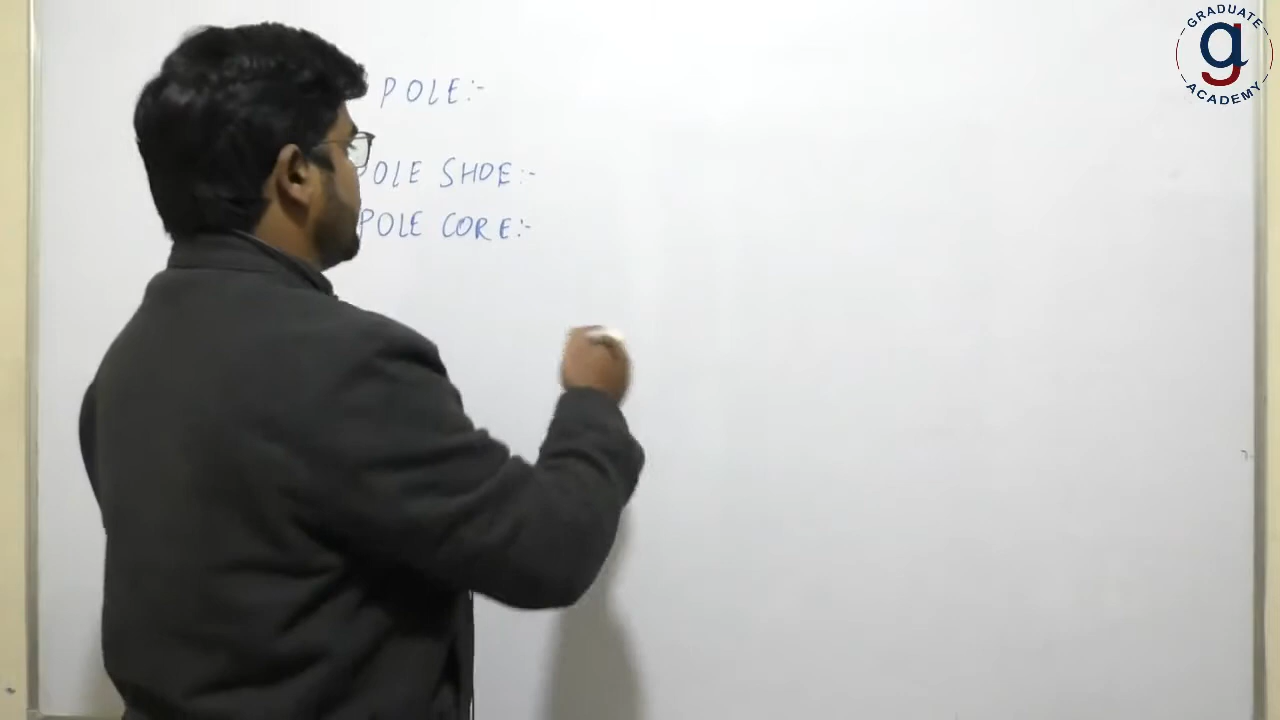 POLE:-
POLE SHOE:-
POLE CORE:-
GRADUATE
g
ACADEMY